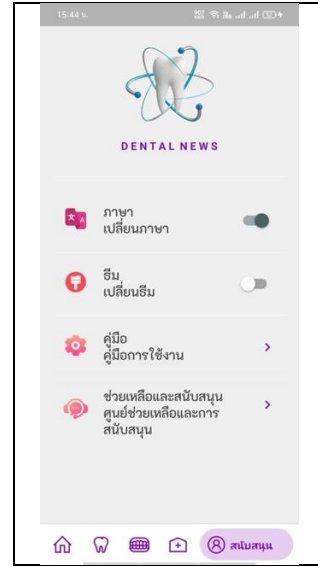 15:44 น.
DENTAL NEWS
ภาษา
เปลี่ยนภาษา
ธีม
เปลี่ยนธีม
คู่มือ
คู่มือการใช้งาน
ช่วยเหลือและสนับสนุน
ศูนย์ช่วยเหลือและการ
สนับสนุน
สนับสนุน